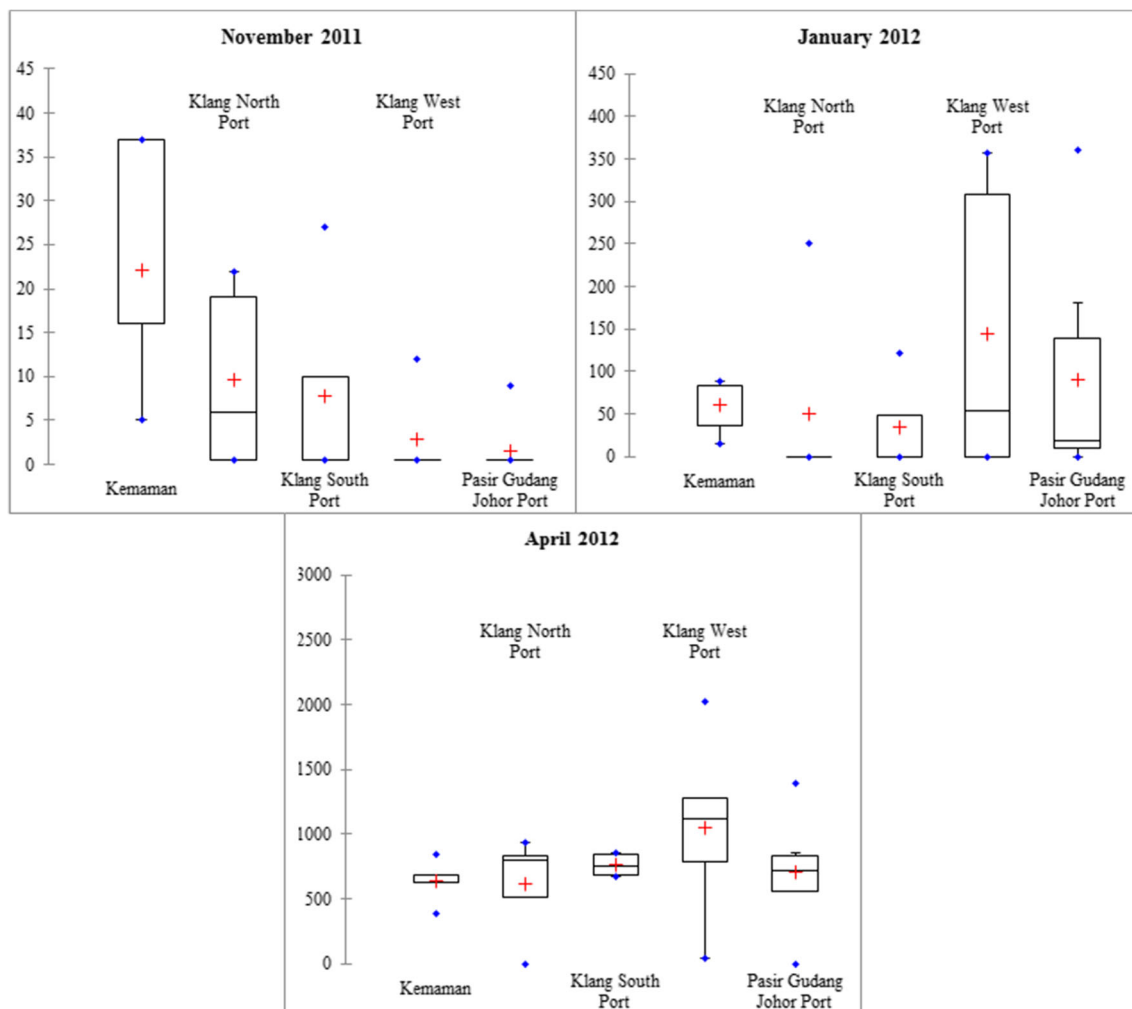 November 2011
45
40
35
30
25
20
15
10
5
0
Klang North
Port
Klang West
Port
Kemaman
Klang South
Port
Pasir Gudang
Johor Port
January 2012
450
400
350
300
250
200
150
100
50
0
Klang North
Port
Klang West
Port
Kemaman
Klang South
Port
Pasir Gudang
Johor Port
April 2012
3000
2500
2000
1500
1000
500
0
Klang North
Port
Klang West
Port
Kemaman
Klang South
Port
Pasir Gudang
Johor Port